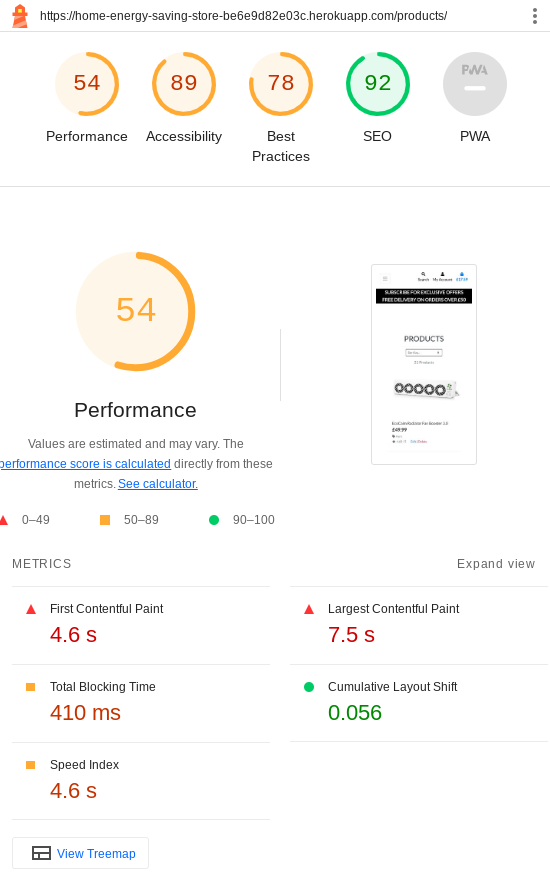 https://home-energy-saving-store-be6e9d82e03c.herokuapp.com/products/
54
89
78
92
PWA
Performance
Accessibility
Best
Practices
SEO
PWA
54
Performance
Values are estimated and may vary. The
performance score is calculated directly from these
metrics. See calculator.
0–49
50–89
90–100
SUBSCRIBE FOR EXCLUSIVE OFFERS
FREE DELIVERY ON ORDERS OVER £50
PRODUCTS
METRICS
Expand view
First Contentful Paint
4.6 s
Largest Contentful Paint
7.5 s
Total Blocking Time
410 ms
Cumulative Layout Shift
0.056
Speed Index
4.6 s
View Treemap